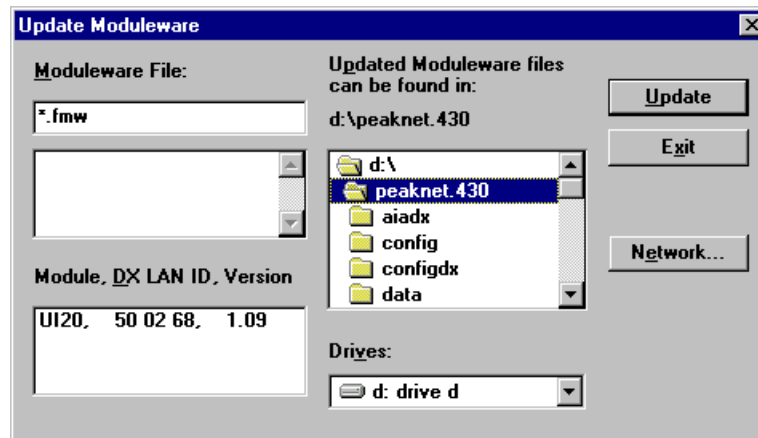 Update Moduleware
Moduleware File:
*.fmw
Module, DX LAN ID, Version
UI20, 50 02 68, 1.09
Updated Moduleware files
can be found in:
d:\peaknet.430
d:\
peaknet.430
aiadx
config
configdx
data
Drives:
d: drive d
Update
Exit
Network...